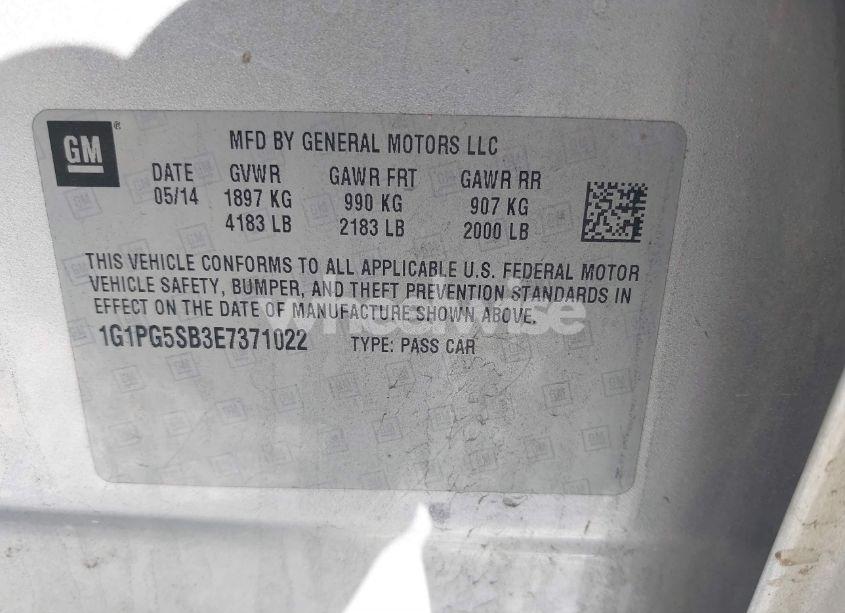 GM
MFD BY GENERAL MOTORS LLC
DATE GVWR GAWR FRT GAWR RR
05/14 1897 KG 990 KG 907 KG
4183 LB 2183 LB 2000 LB
THIS VEHICLE CONFORMS TO ALL APPLICABLE U.S. FEDERAL MOTOR
VEHICLE SAFETY, BUMPER, AND THEFT PREVENTION STANDARDS IN
EFFECT ON THE DATE OF MANUFACTURE SHOWN ABOVE.
1G1PG5SB3E7371022 TYPE: PASS CAR
wheelwise